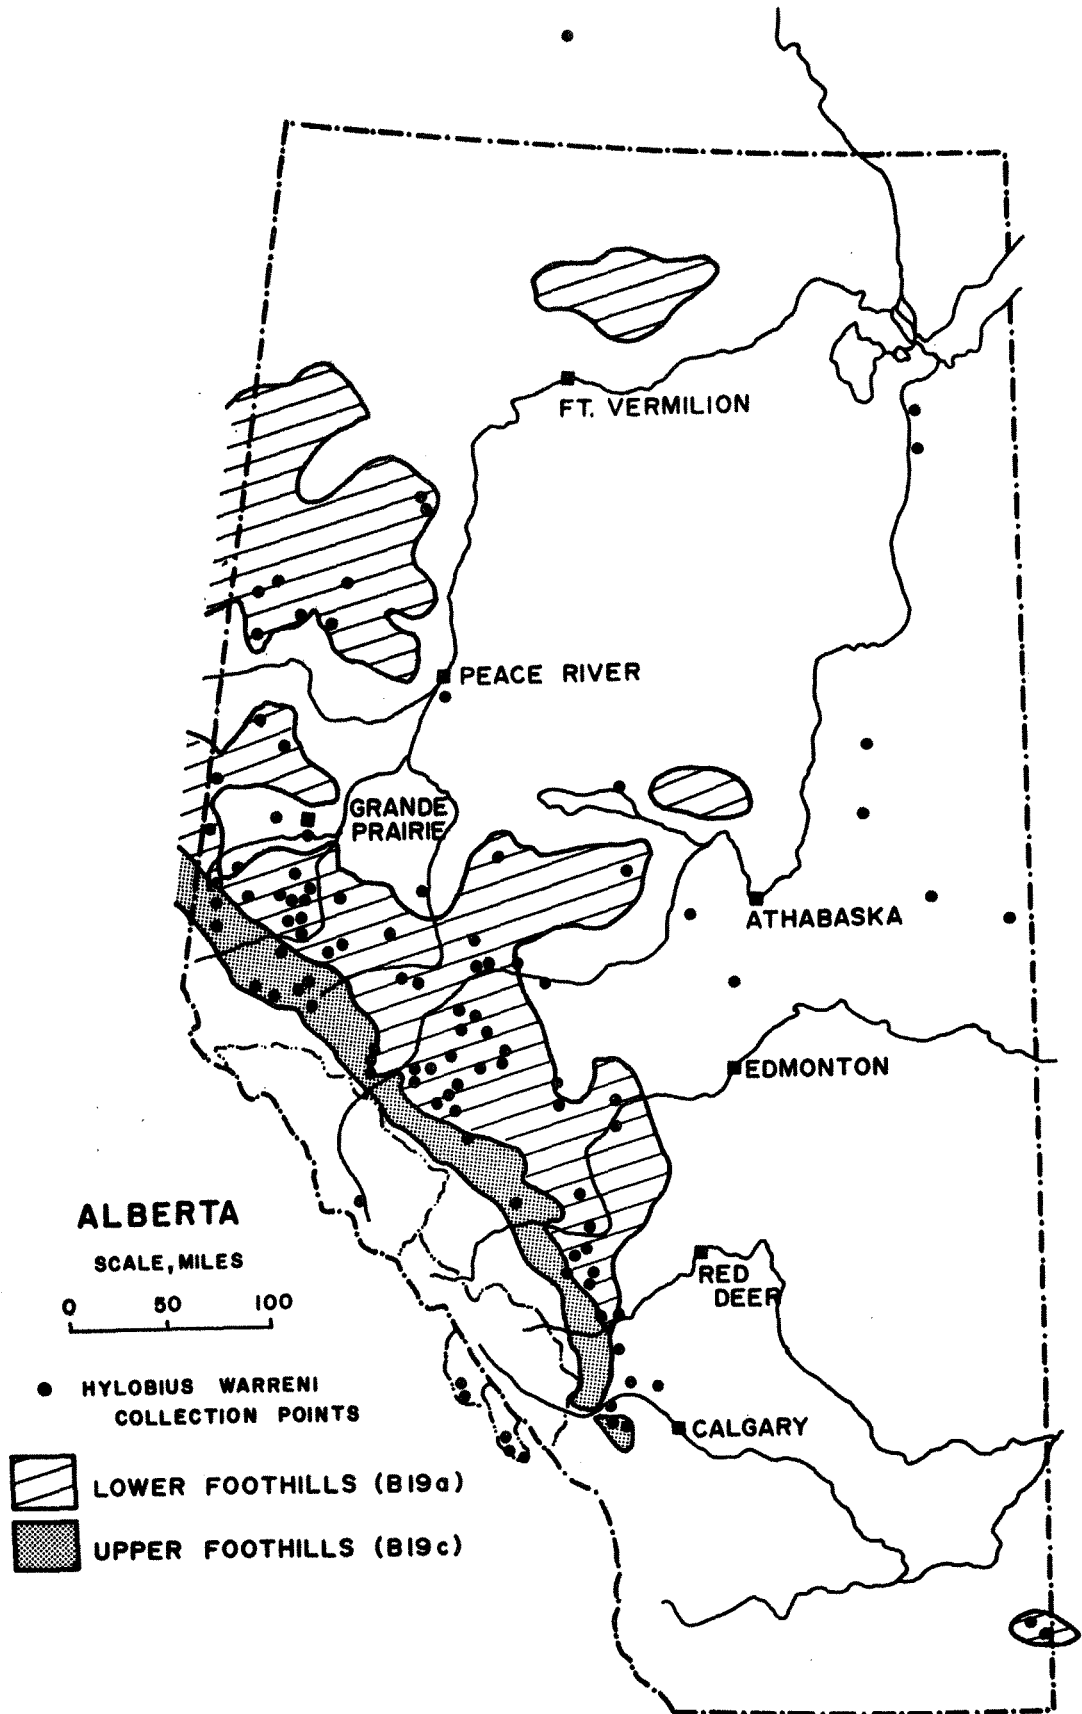 FT. VERMILION
PEACE RIVER
GRANDE
PRAIRIE
ATHABASKA
EDMONTON
ALBERTA
SCALE, MILES
0 50 100
RED
DEER
HYLOBIUS WARRENI
COLLECTION POINTS
CALGARY
LOWER FOOTHILLS (B19a)
UPPER FOOTHILLS (B19c)